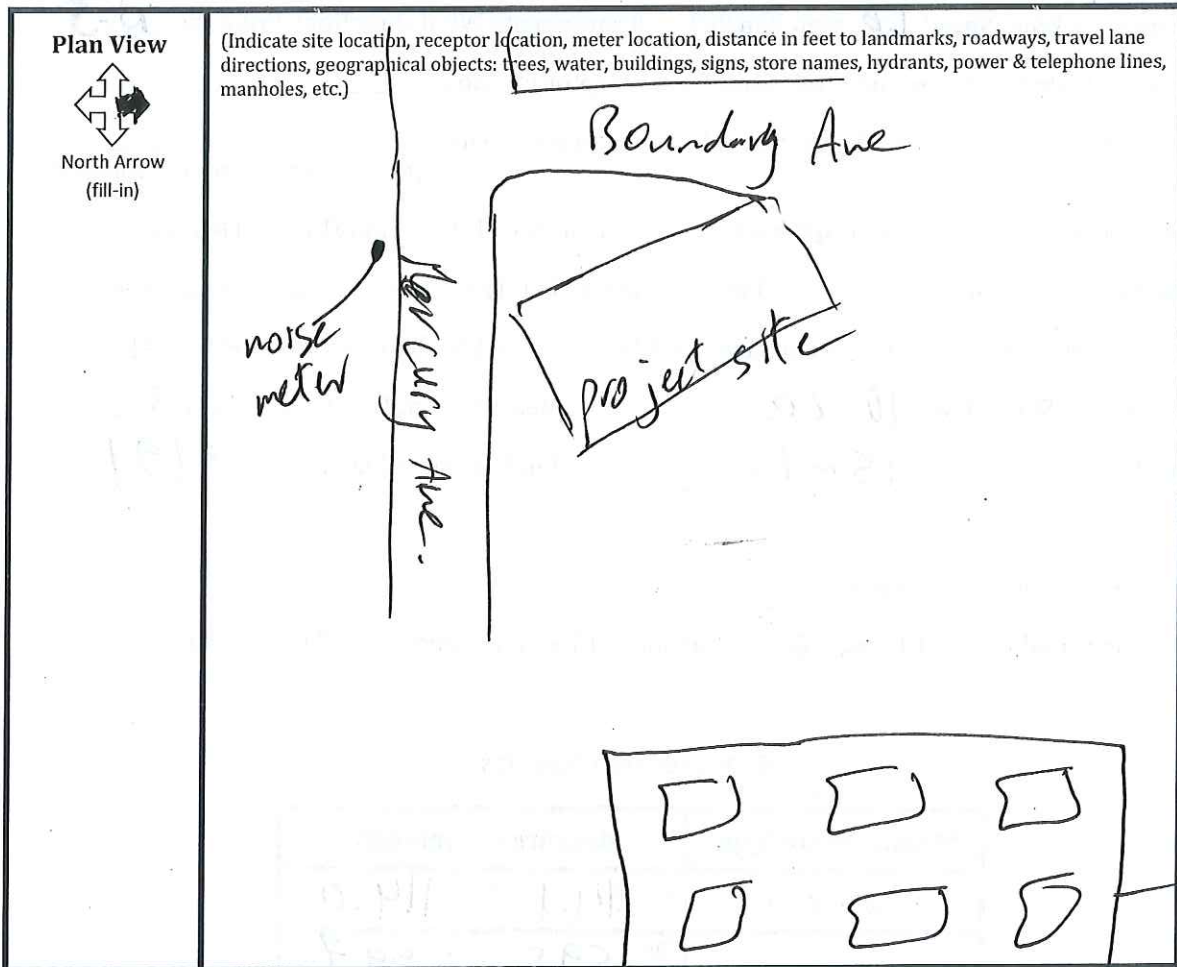 Plan View
North Arrow
(fill-in)
(Indicate site location, receptor location, meter location, distance in feet to landmarks, roadways, travel lane
directions, geographical objects: trees, water, buildings, signs, store names, hydrants, power & telephone lines,
manholes, etc.)
Boundary Ave
noise
meter
Mercury Ave.
project site